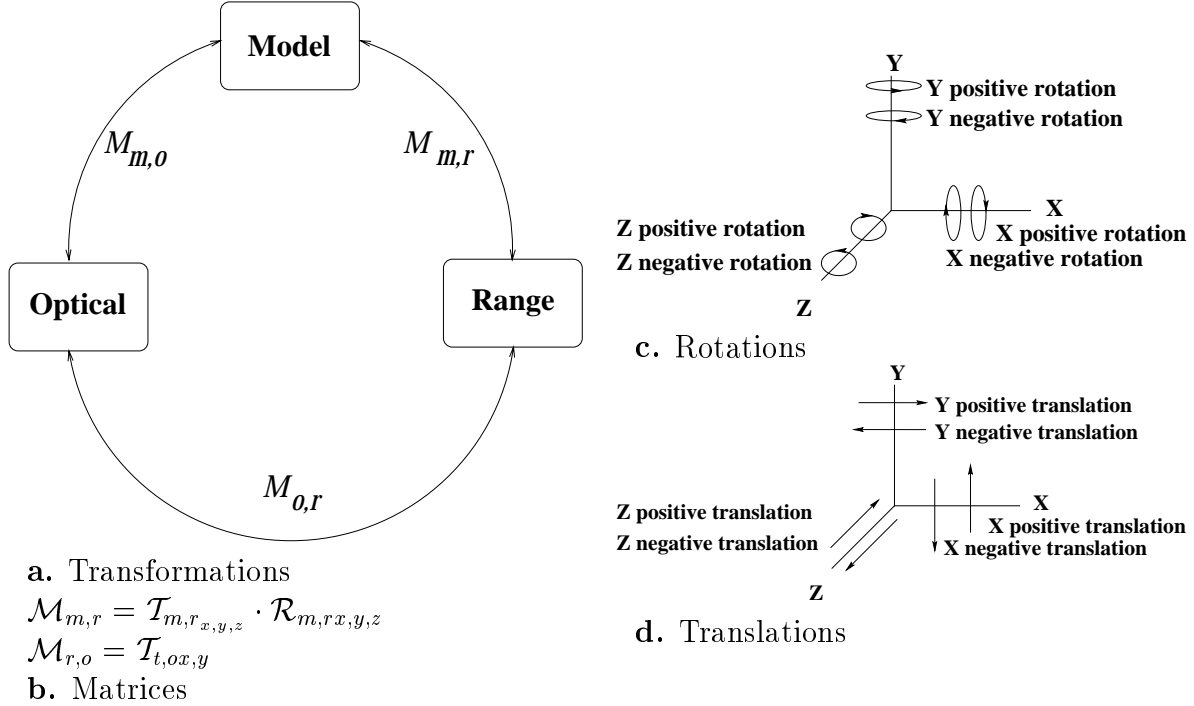 Model
M_{m,o}
M_{m,r}
Optical
Range
M_{o,r}
a. Transformations
\mathcal{M}_{m,r} = \mathcal{T}_{m,r_{x,y,z}} \cdot \mathcal{R}_{m,rx,y,z}
\mathcal{M}_{r,o} = \mathcal{T}_{t,ox,y}
b. Matrices
Y
Y positive rotation
Y negative rotation
X
X positive rotation
X negative rotation
Z positive rotation
Z negative rotation
Z
c. Rotations
Y
Y positive translation
Y negative translation
X
X positive translation
X negative translation
Z positive translation
Z negative translation
Z
d. Translations